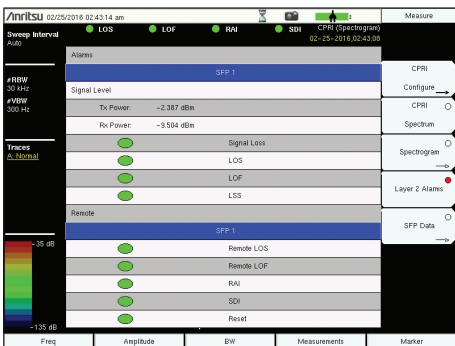 Anritsu 02/25/2016 02:43:14 am
Measure
Sweep Interval
Auto
LOS
LOF
RAI
SDI
CPRI (Spectrogram)
02-25-2016,02:43:08
#RBW
30 kHz
#VBW
300 Hz
Traces
A: Normal
-35 dB
-135 dB
Alarms
SFP 1
Signal Level
Tx Power: -2.387 dBm
Rx Power: -9.504 dBm
Signal Loss
LOS
LOF
LSS
Remote
SFP 1
Remote LOS
Remote LOF
RAI
SDI
Reset
CPRI
Configure
CPRI
Spectrum
Spectrogram
Layer 2 Alarms
SFP Data
Freq
Amplitude
BW
Measurements
Marker